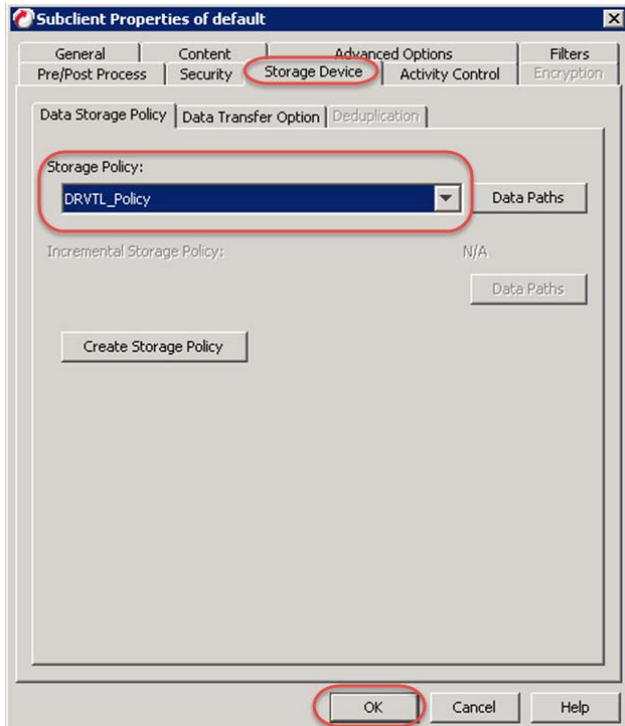 Subclient Properties of default
General Content Advanced Options Filters
Pre/Post Process Security Storage Device Activity Control Encryption
Data Storage Policy Data Transfer Option Deduplication
Storage Policy:
DRVTL_Policy Data Paths
Incremental Storage Policy: N/A
Data Paths
Create Storage Policy
OK Cancel Help